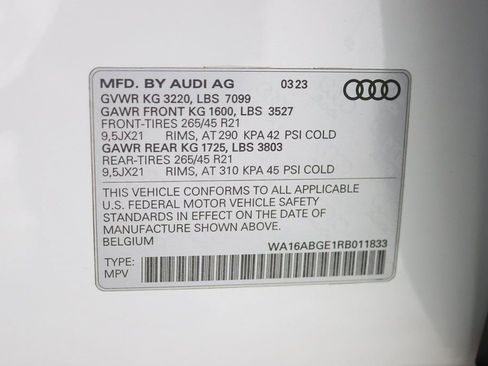 MFD. BY AUDI AG 03 23
GVWR KG 3220, LBS 7099
GAWR FRONT KG 1600, LBS 3527
FRONT-TIRES 265/45 R21
9,5JX21 RIMS, AT 290 KPA 42 PSI COLD
GAWR REAR KG 1725, LBS 3803
REAR-TIRES 265/45 R21
9,5JX21 RIMS, AT 310 KPA 45 PSI COLD
THIS VEHICLE CONFORMS TO ALL APPLICABLE
U.S. FEDERAL MOTOR VEHICLE SAFETY
STANDARDS IN EFFECT ON THE DATE OF
MANUFACTURE SHOWN ABOVE.
BELGIUM WA16ABGE1RB011833
TYPE:
MPV